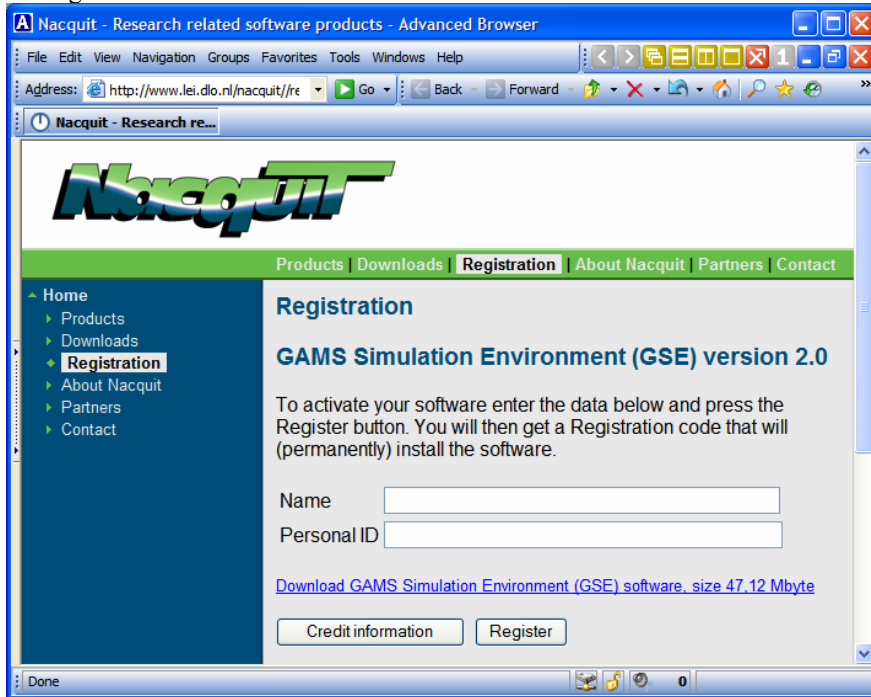 Nacquit - Research related software products - Advanced Browser
File Edit View Navigation Groups Favorites Tools Windows Help
1
Address: http://www.lei.dlo.nl/nacquit//re Go Back Forward »
Nacquit - Research re...
Nacquit
Products | Downloads | Registration | About Nacquit | Partners | Contact
Home
Products
Downloads
Registration
About Nacquit
Partners
Contact
Registration
GAMS Simulation Environment (GSE) version 2.0
To activate your software enter the data below and press the
Register button. You will then get a Registration code that will
(permanently) install the software.
Name
Personal ID
Download GAMS Simulation Environment (GSE) software, size 47,12 Mbyte
Credit information Register
Done 0